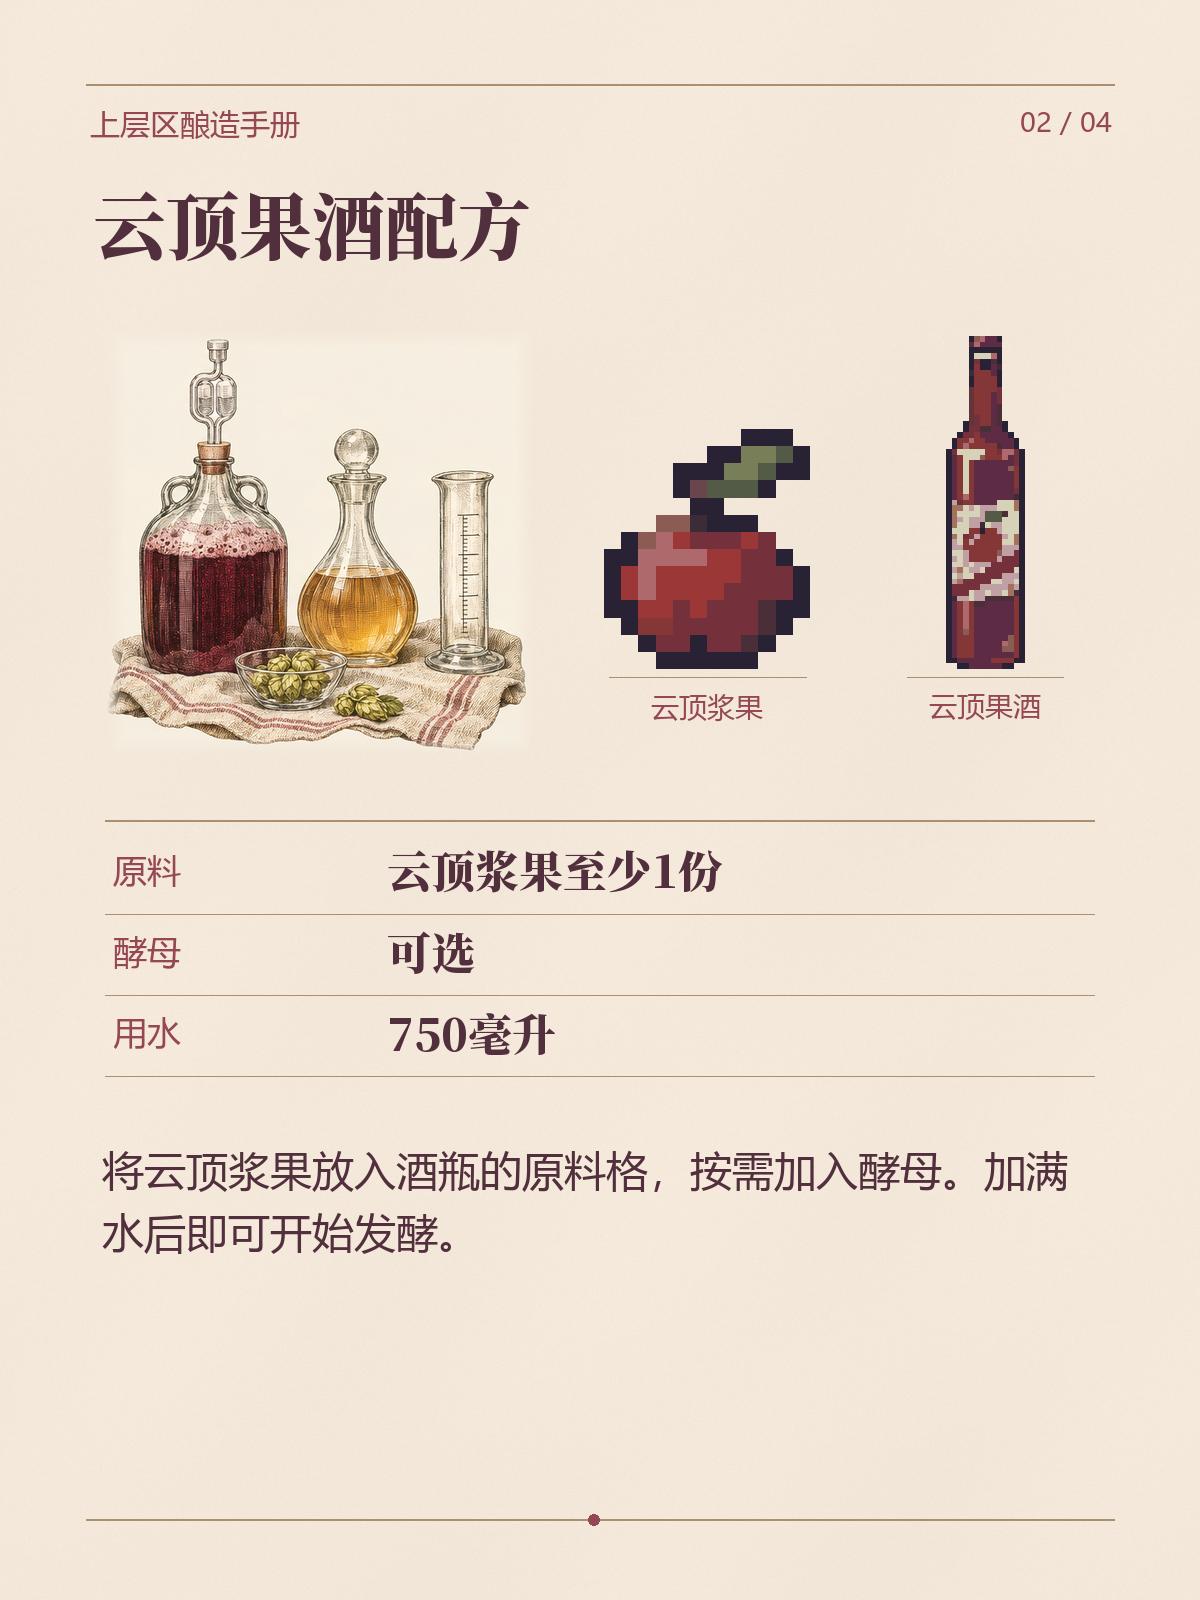 上层区酿造手册
02 / 04
云顶果酒配方
云顶浆果
云顶果酒
原料
云顶浆果至少1份
酵母
可选
用水
750毫升
将云顶浆果放入酒瓶的原料格，按需加入酵母。加满
水后即可开始发酵。